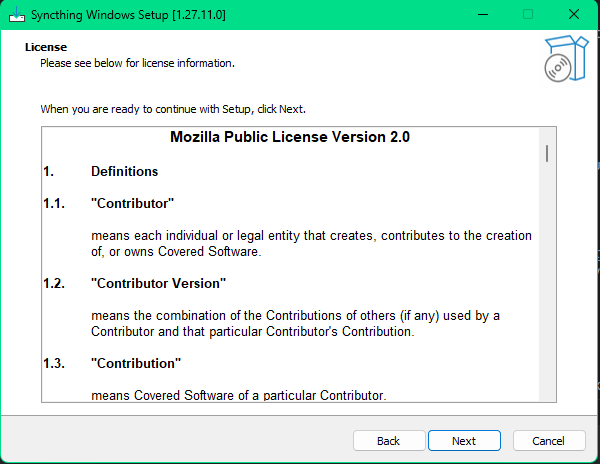 Syncthing Windows Setup [1.27.11.0]
License
Please see below for license information.
When you are ready to continue with Setup, click Next.
Mozilla Public License Version 2.0
1. Definitions
1.1. "Contributor"
means each individual or legal entity that creates, contributes to the creation
of, or owns Covered Software.
1.2. "Contributor Version"
means the combination of the Contributions of others (if any) used by a
Contributor and that particular Contributor's Contribution.
1.3. "Contribution"
means Covered Software of a particular Contributor.
Back Next Cancel